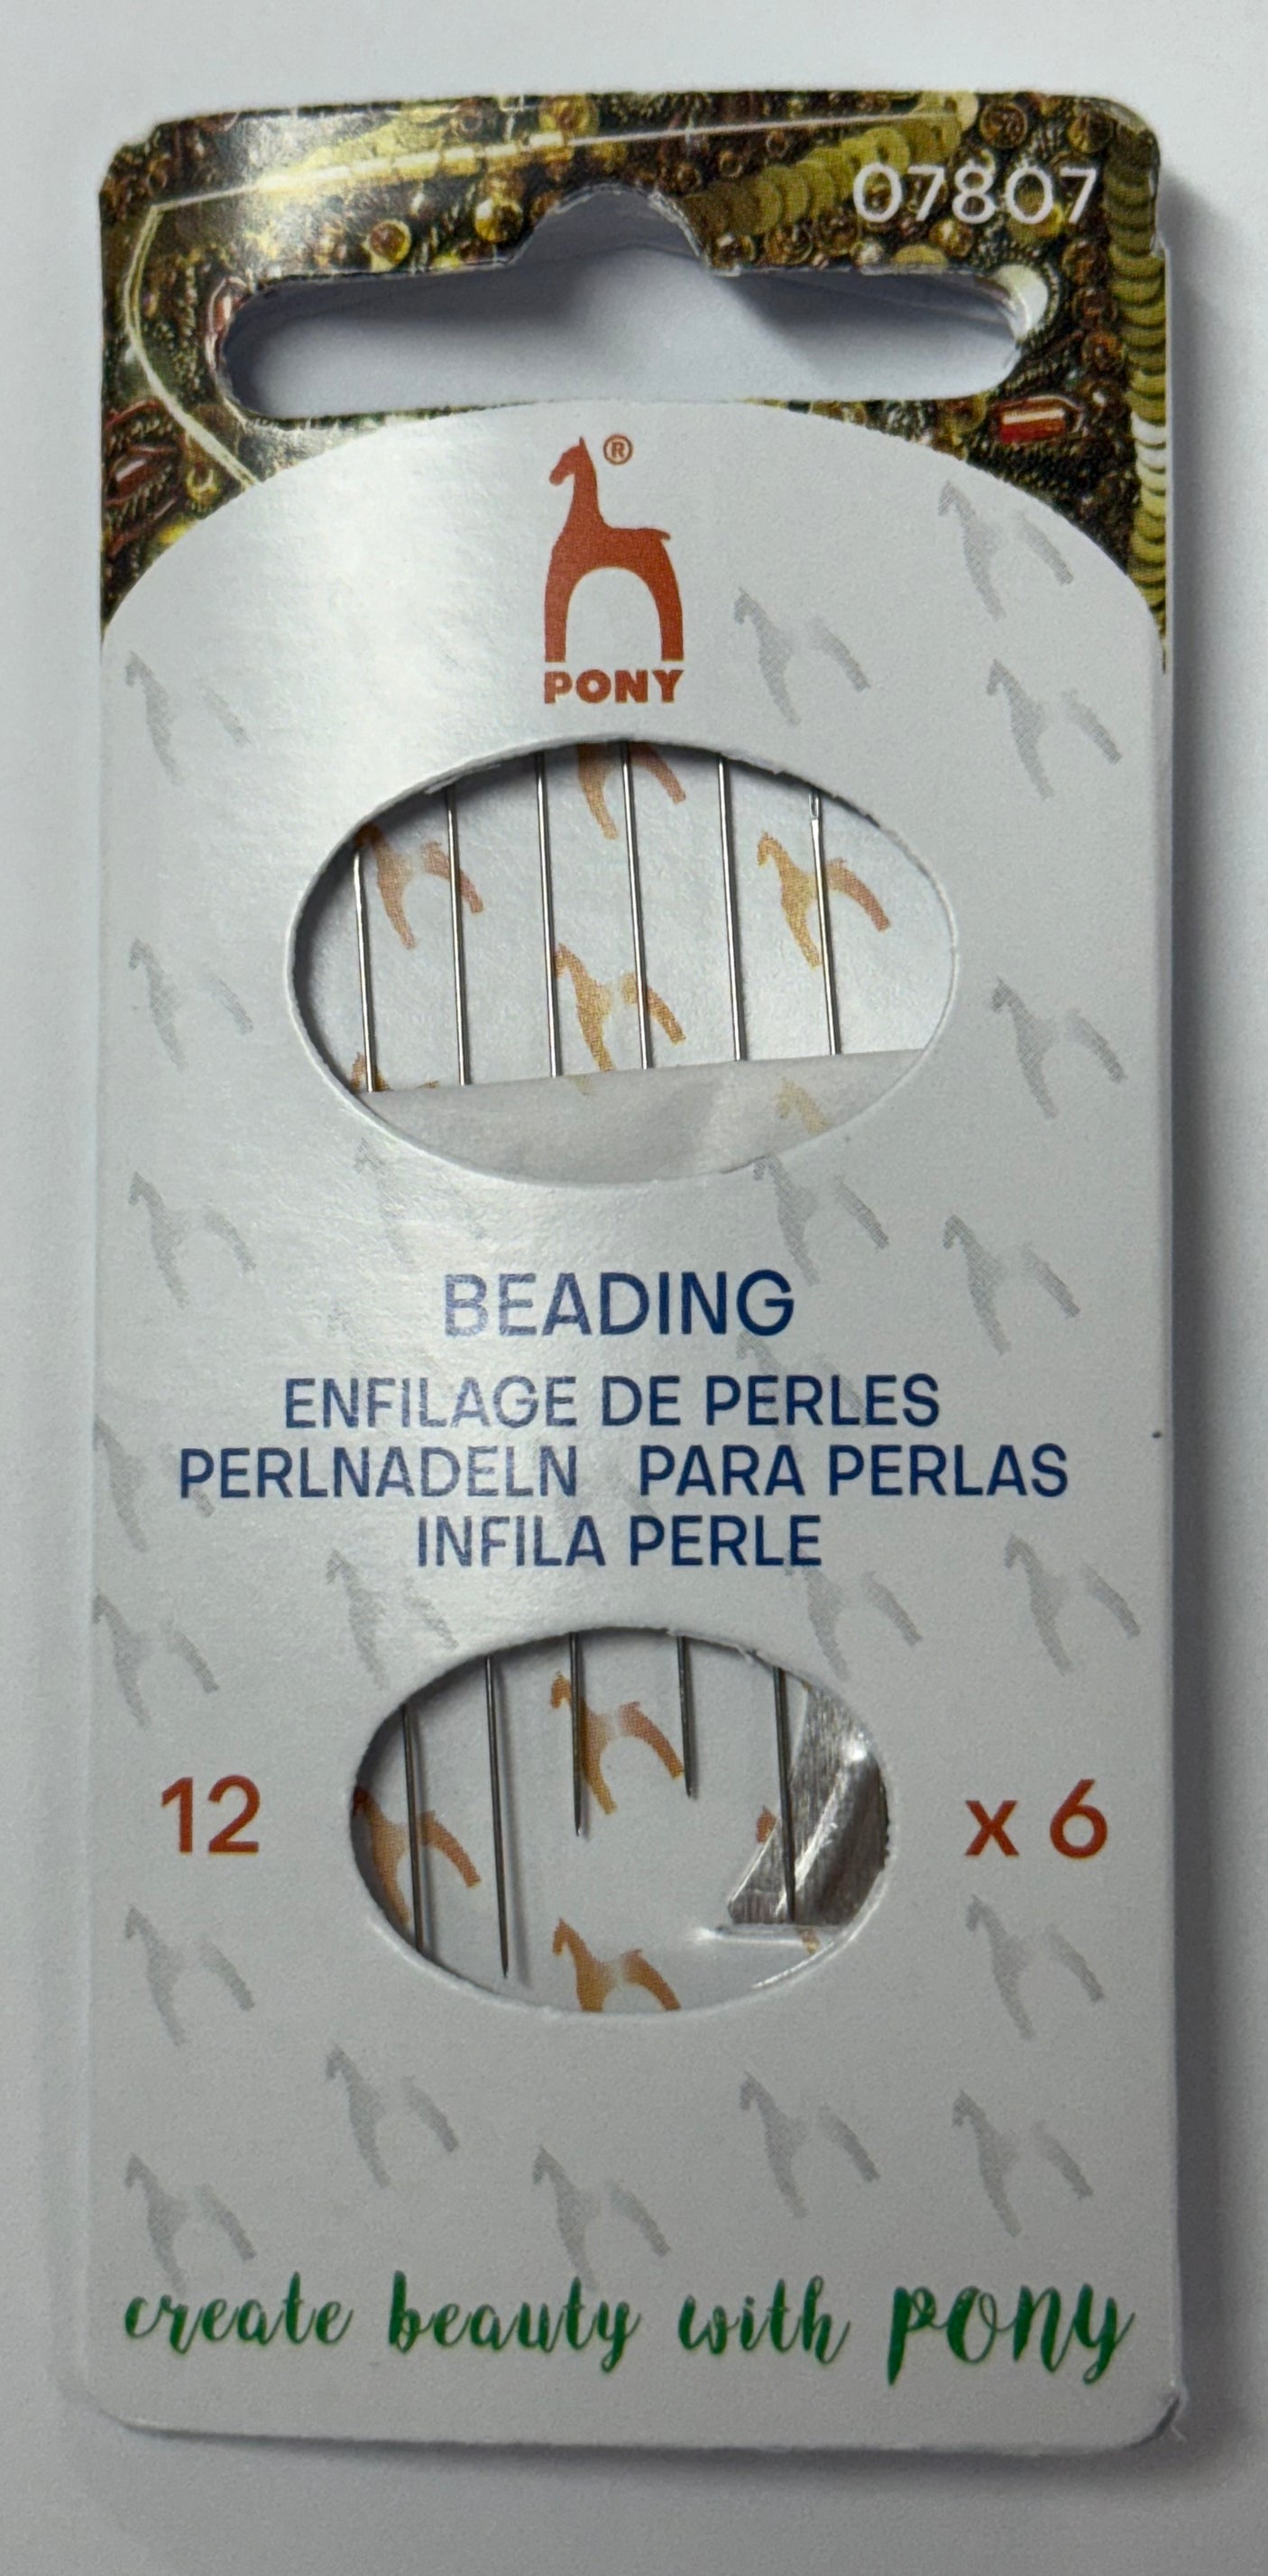 07807
®
PONY
BEADING
ENFILAGE DE PERLES
PERLNADELN PARA PERLAS
INFILA PERLE
12 x 6
create beauty with PONY